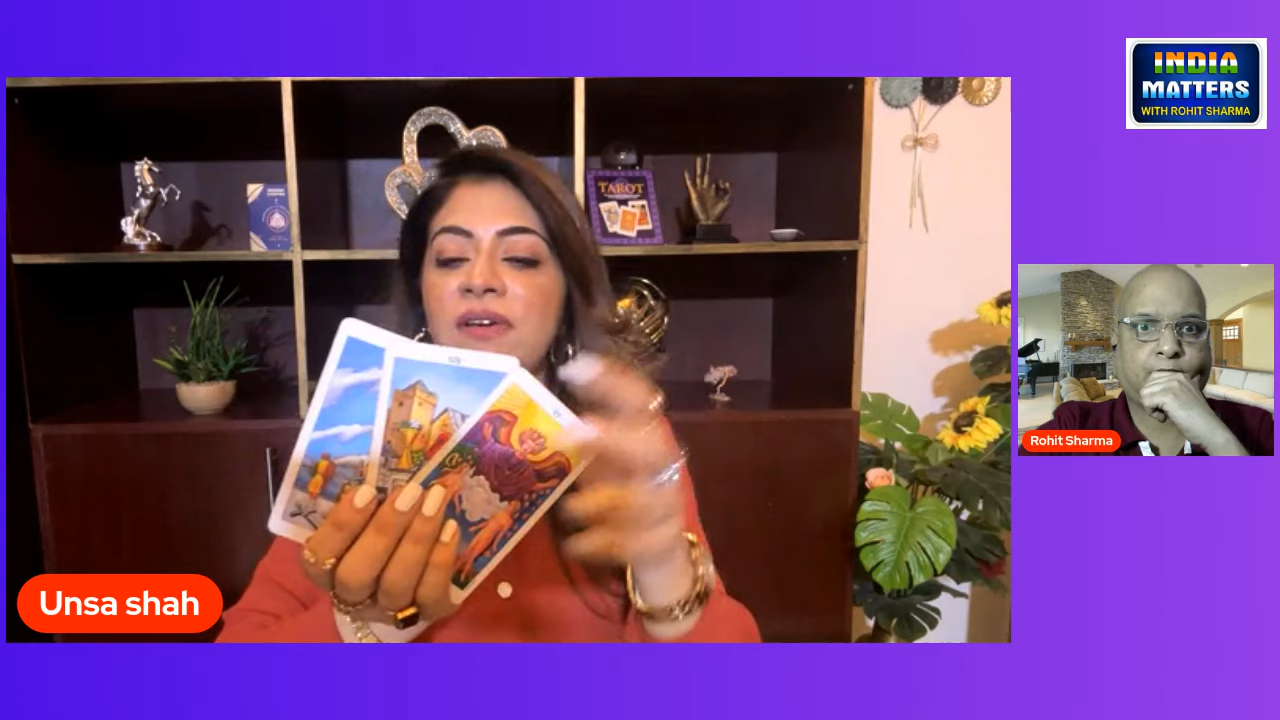 INDIA
MATTERS
WITH ROHIT SHARMA
TAROT
Rohit Sharma
Unsa shah